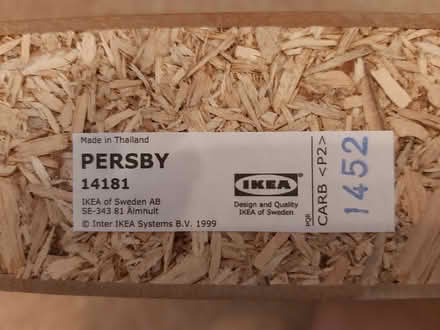 Made in Thailand
PERSBY
14181
IKEA of Sweden AB
SE-343 81 Älmhult
© Inter IKEA Systems B.V. 1999
IKEA
Design and Quality
IKEA of Sweden
PQR
CARB <P2>
1452